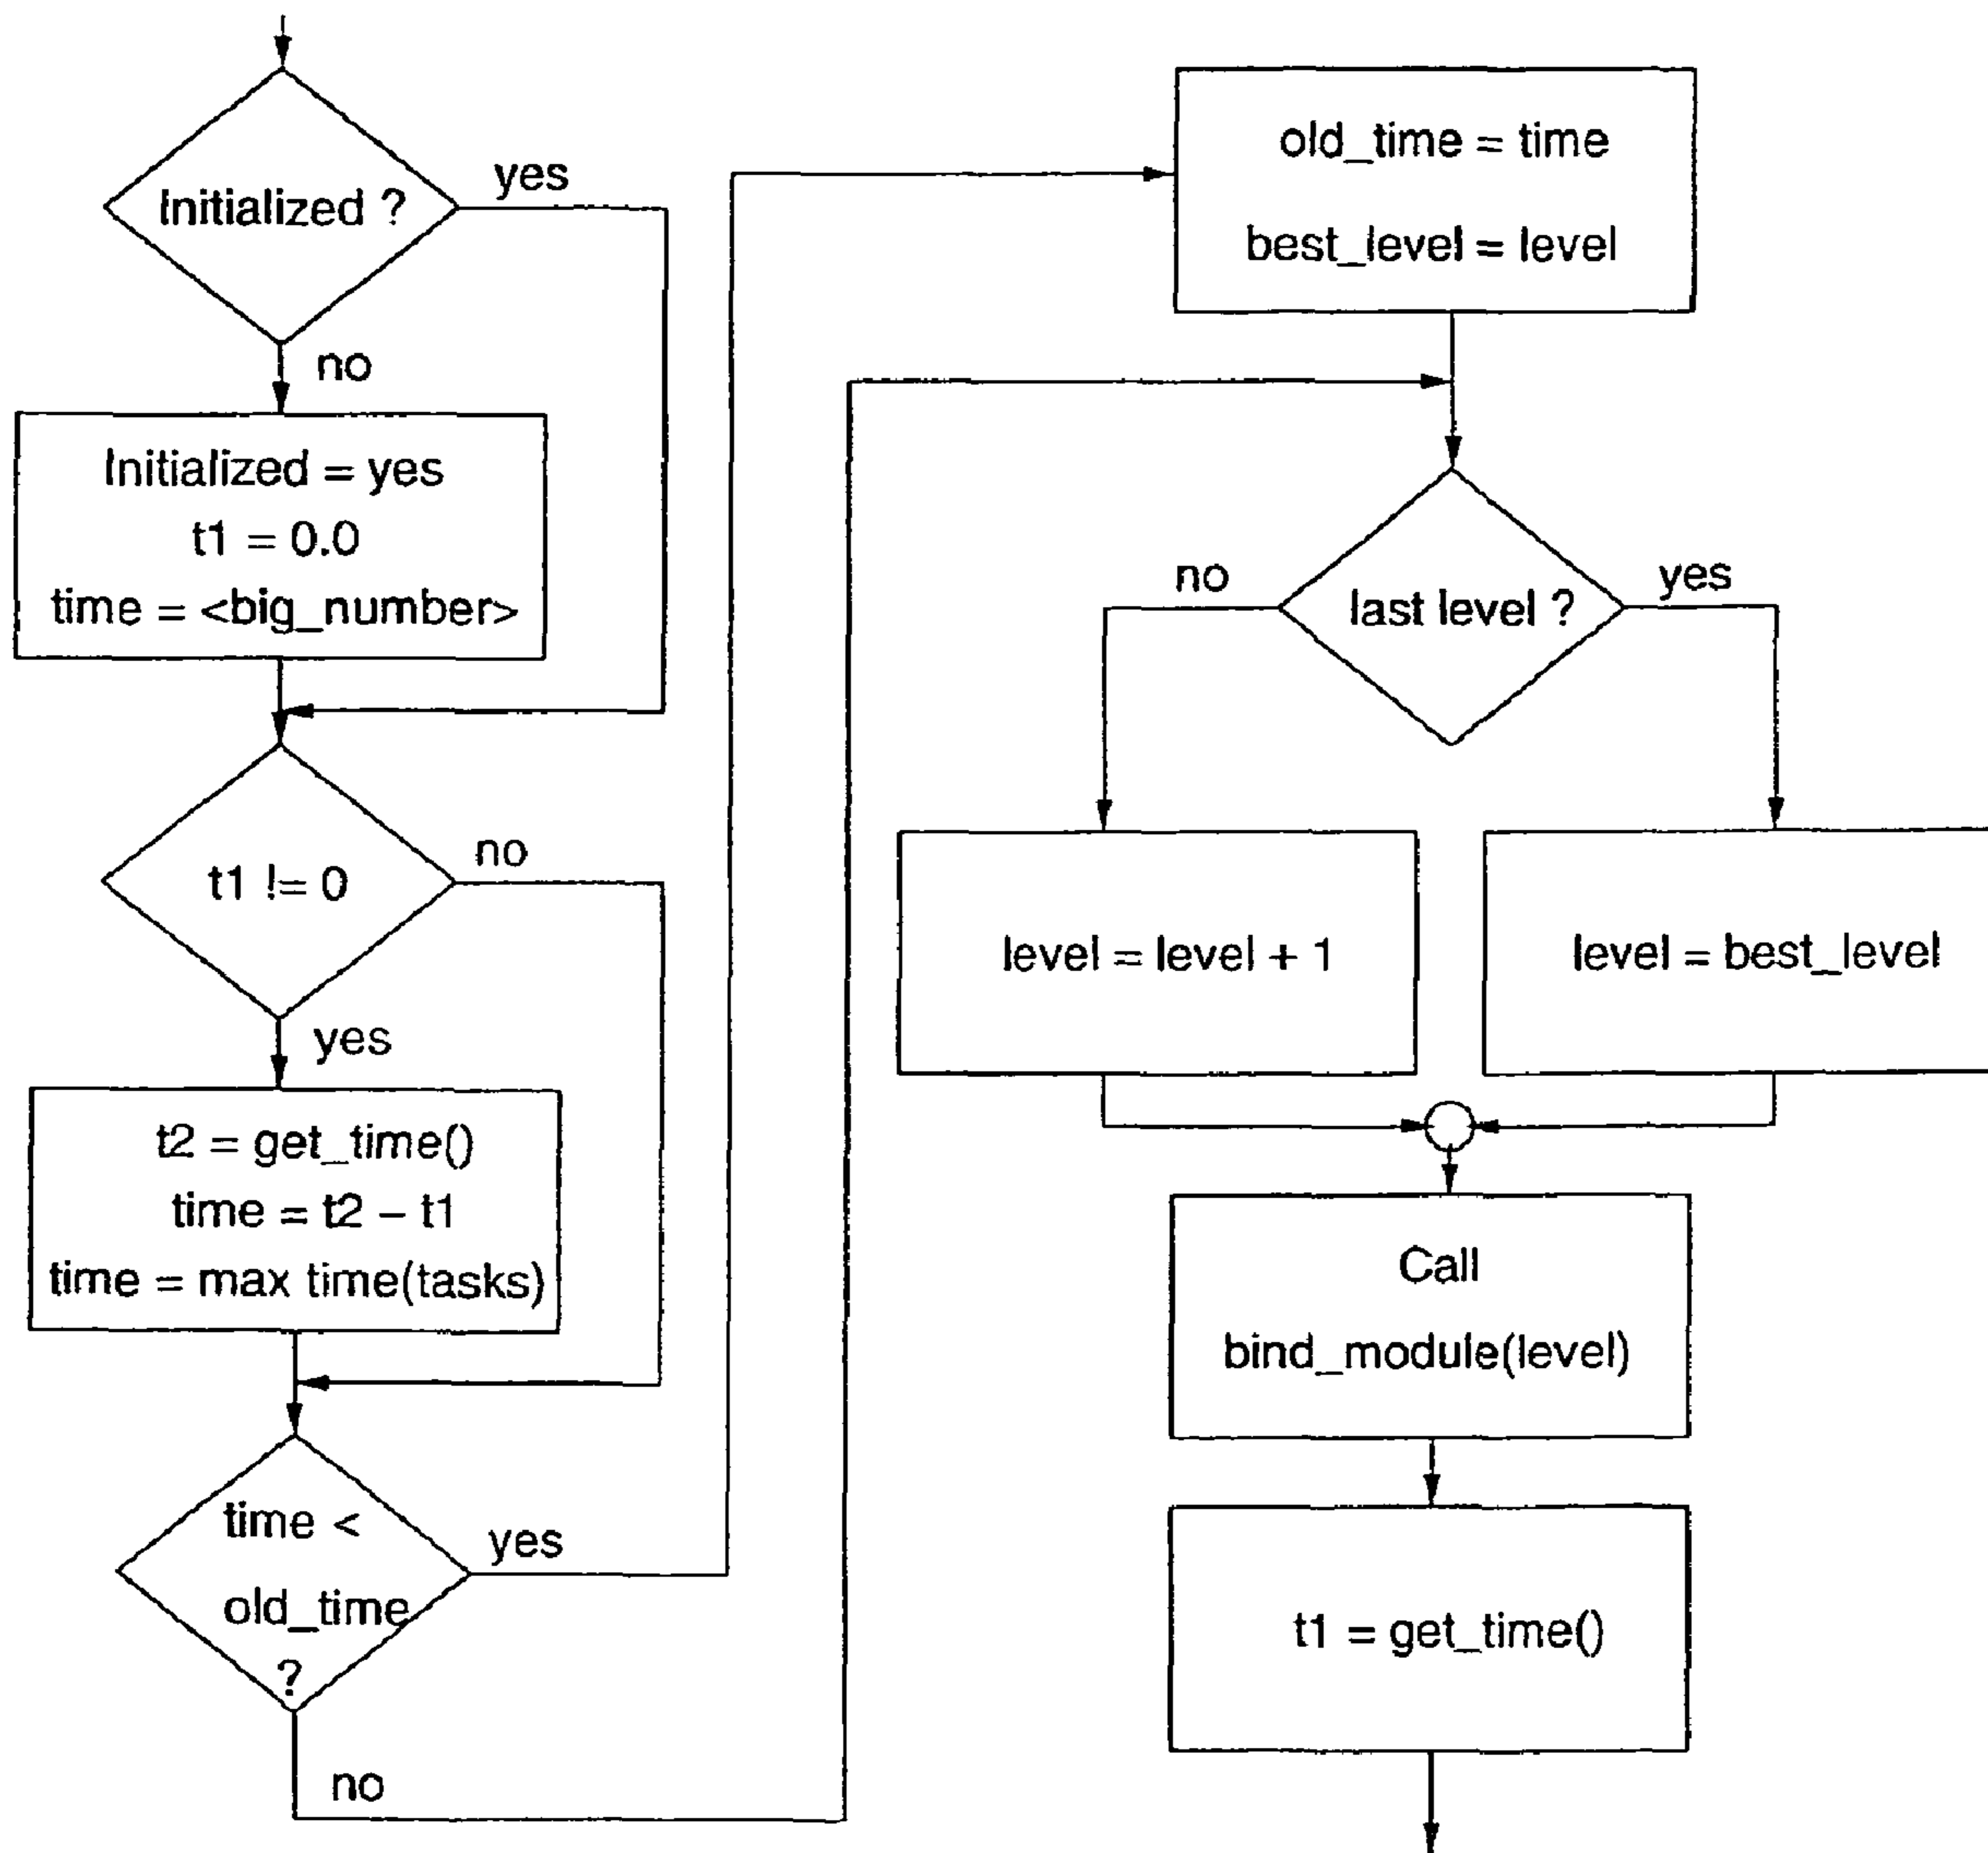 Initialized ?
yes
no
Initialized = yes
t1 = 0.0
time = <big_number>
t1 != 0
no
yes
t2 = get_time()
time = t2 – t1
time = max time(tasks)
time <
old_time
?
yes
no
old_time = time
best_level = level
last level ?
no
yes
level = level + 1
level = best_level
Call
bind_module(level)
t1 = get_time()